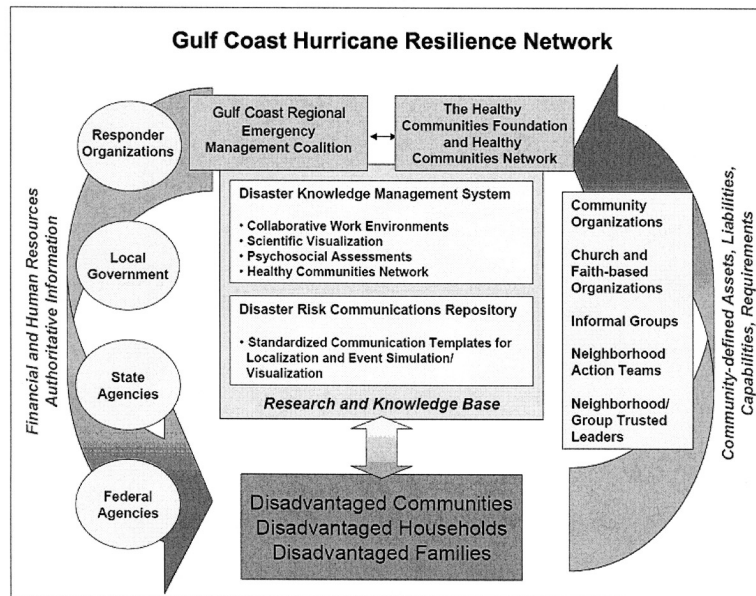 Gulf Coast Hurricane Resilience Network
Financial and Human Resources
Authoritative Information
Responder
Organizations
Local
Government
State
Agencies
Federal
Agencies
Gulf Coast Regional
Emergency
Management Coalition
The Healthy
Communities Foundation
and Healthy
Communities Network
Disaster Knowledge Management System
• Collaborative Work Environments
• Scientific Visualization
• Psychosocial Assessments
• Healthy Communities Network
Disaster Risk Communications Repository
• Standardized Communication Templates for
Localization and Event Simulation/
Visualization
Research and Knowledge Base
Disadvantaged Communities
Disadvantaged Households
Disadvantaged Families
Community
Organizations
Church and
Faith-based
Organizations
Informal Groups
Neighborhood
Action Teams
Neighborhood/
Group Trusted
Leaders
Community-defined Assets, Liabilities,
Capabilities, Requirements